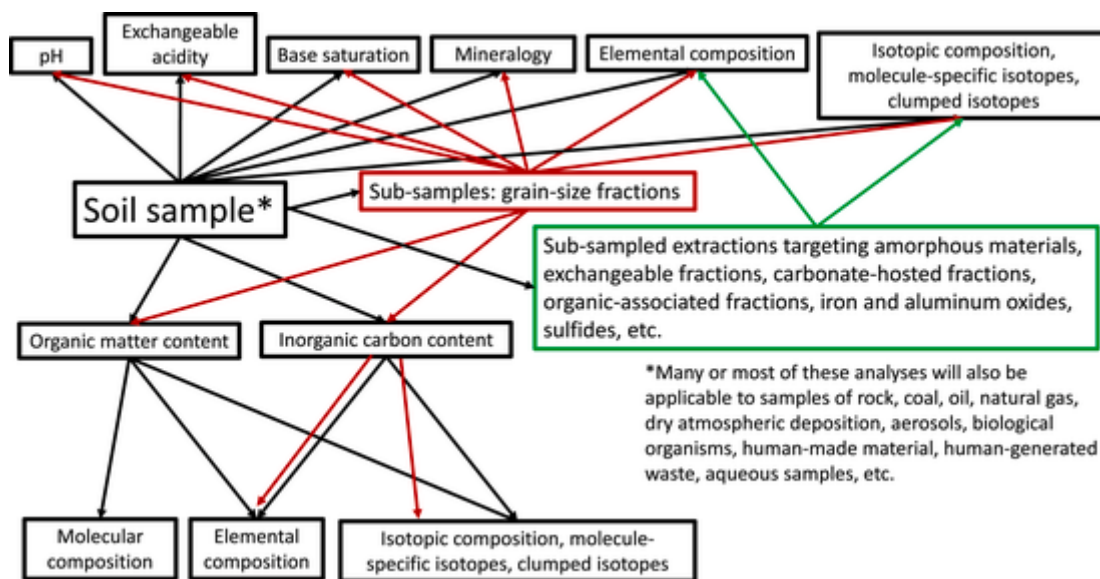 pH
Exchangeable
acidity
Base saturation
Mineralogy
Elemental composition
Isotopic composition,
molecule-specific isotopes,
clumped isotopes
Soil sample*
Sub-samples: grain-size fractions
Sub-sampled extractions targeting amorphous materials,
exchangeable fractions, carbonate-hosted fractions,
organic-associated fractions, iron and aluminum oxides,
sulfides, etc.
Organic matter content
Inorganic carbon content
*Many or most of these analyses will also be
applicable to samples of rock, coal, oil, natural gas,
dry atmospheric deposition, aerosols, biological
organisms, human-made material, human-generated
waste, aqueous samples, etc.
Molecular
composition
Elemental
composition
Isotopic composition, molecule-
specific isotopes, clumped isotopes